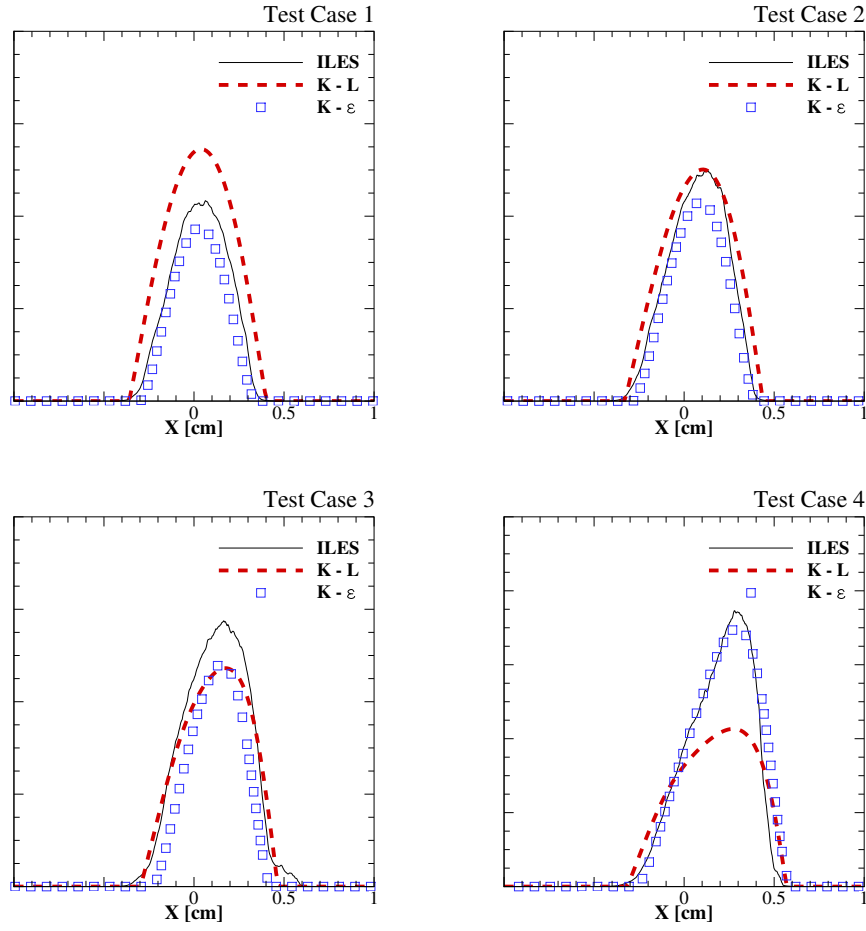 Test Case 1
ILES
K - L
K - ε
0
0.5
1
X [cm]
Test Case 2
ILES
K - L
K - ε
0
0.5
1
X [cm]
Test Case 3
ILES
K - L
K - ε
0
0.5
1
X [cm]
Test Case 4
ILES
K - L
K - ε
0
0.5
1
X [cm]